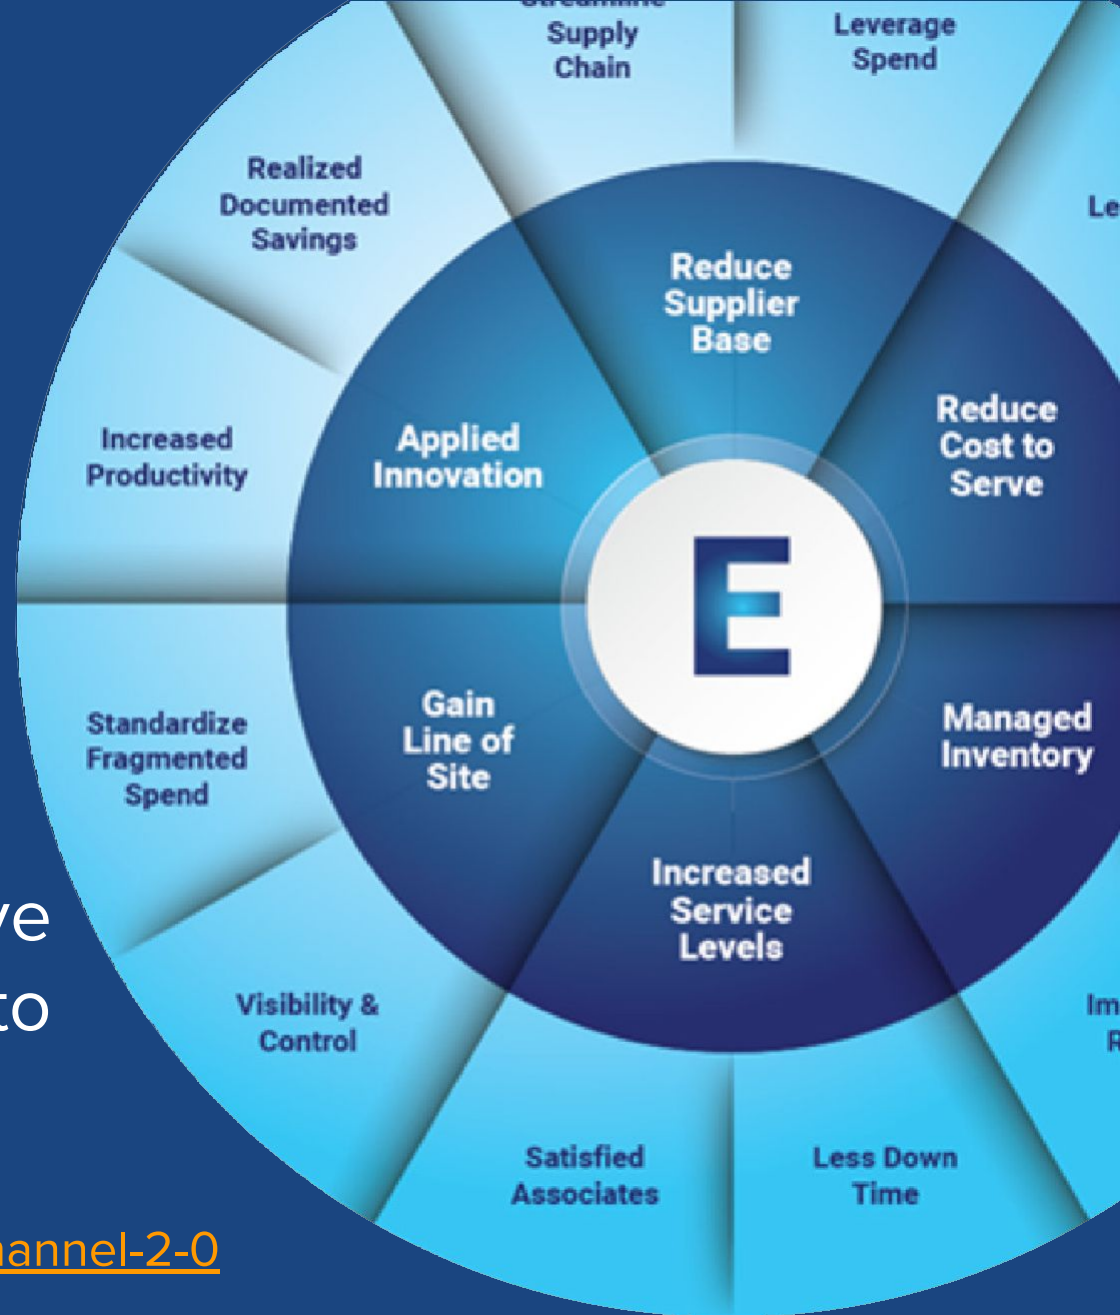 Streamline
Supply
Chain
Leverage
Spend
Realized
Documented
Savings
Reduce
Supplier
Base
Reduce
Cost to
Serve
Applied
Innovation
Increased
Productivity
E
Gain
Line of
Site
Standardize
Fragmented
Spend
Managed
Inventory
Increased
Service
Levels
to
Visibility &
Control
Satisfied
Associates
Less Down
Time
hannel-2-0